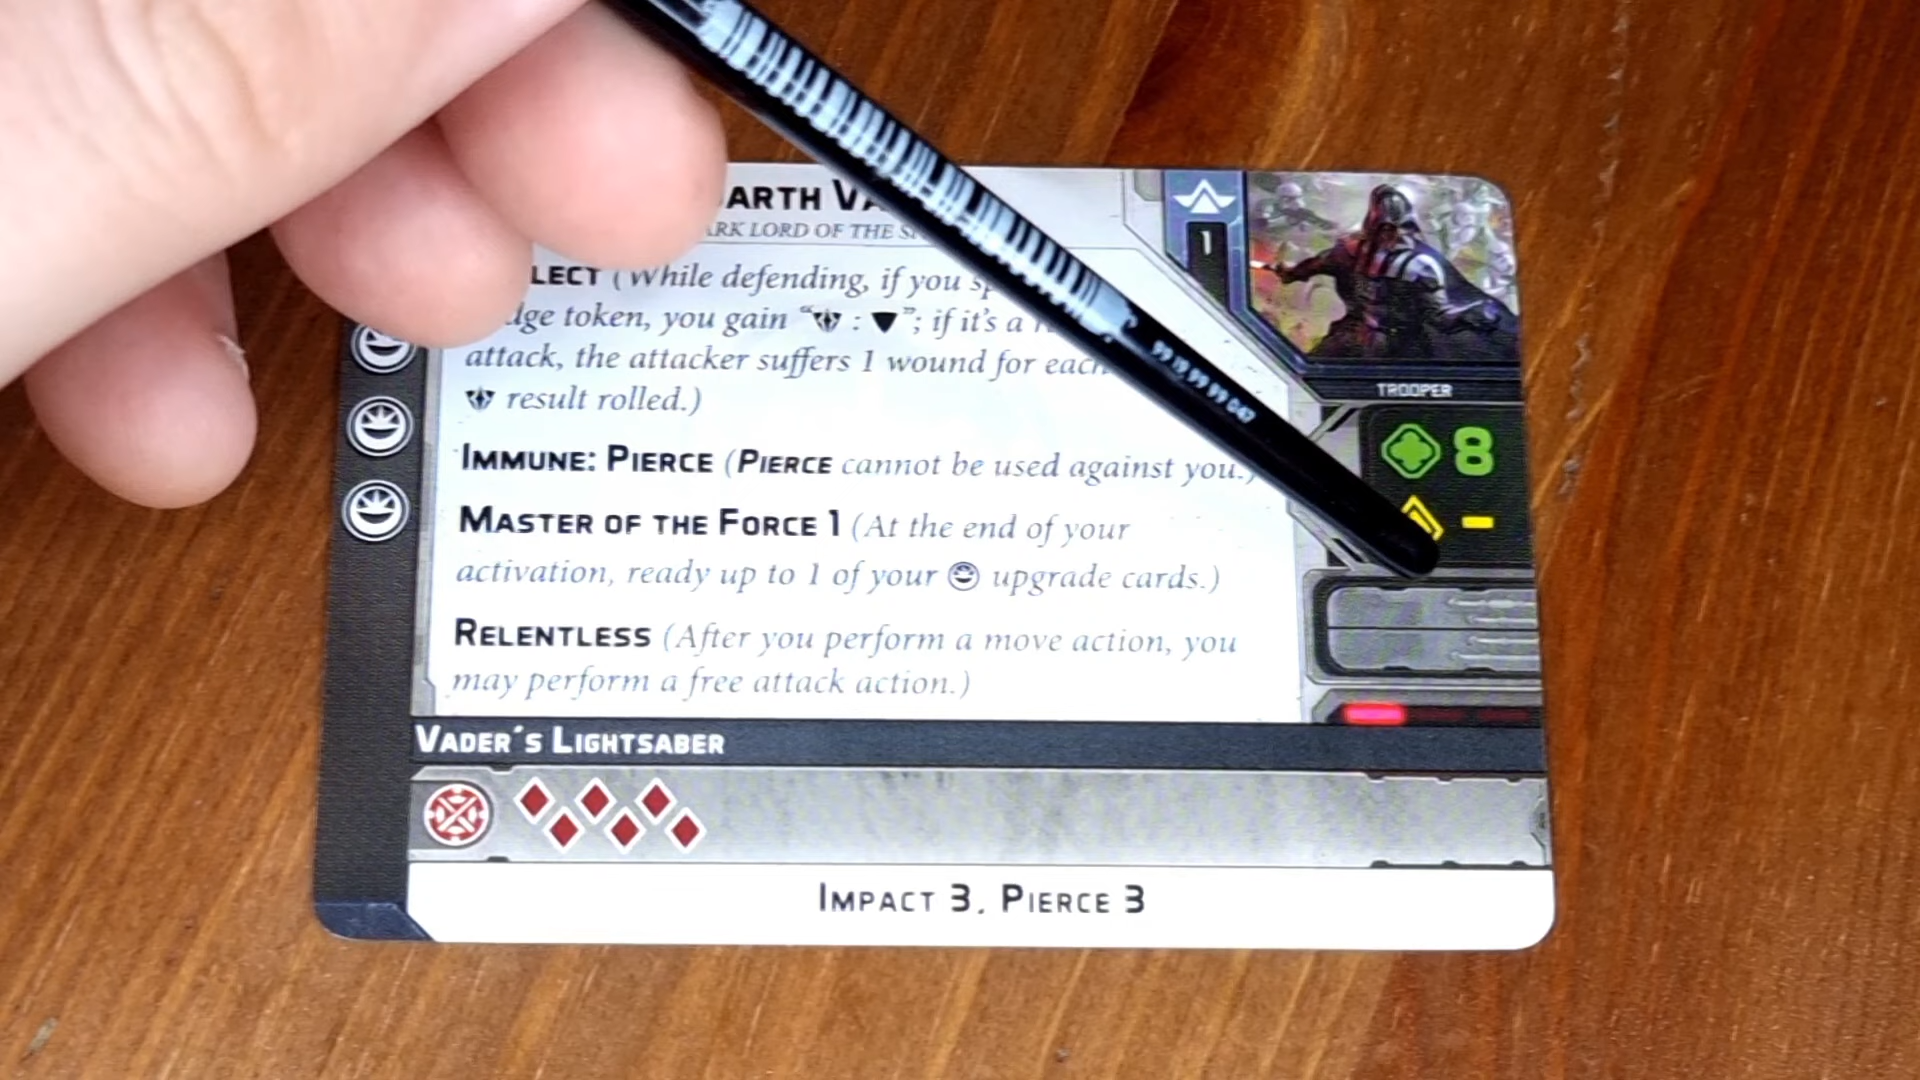 ARTH
RK LORD OF THE
1
LECT (While defending, if you
dge token, you gain " : "; if it's a
attack, the attacker suffers 1 wound for each
result rolled.)
TROOPER
8
IMMUNE: PIERCE (PIERCE cannot be used against you.)
–
MASTER OF THE FORCE 1 (At the end of your
activation, ready up to 1 of your upgrade cards.)
RELENTLESS (After you perform a move action, you
may perform a free attack action.)
VADER'S LIGHTSABER
IMPACT 3, PIERCE 3